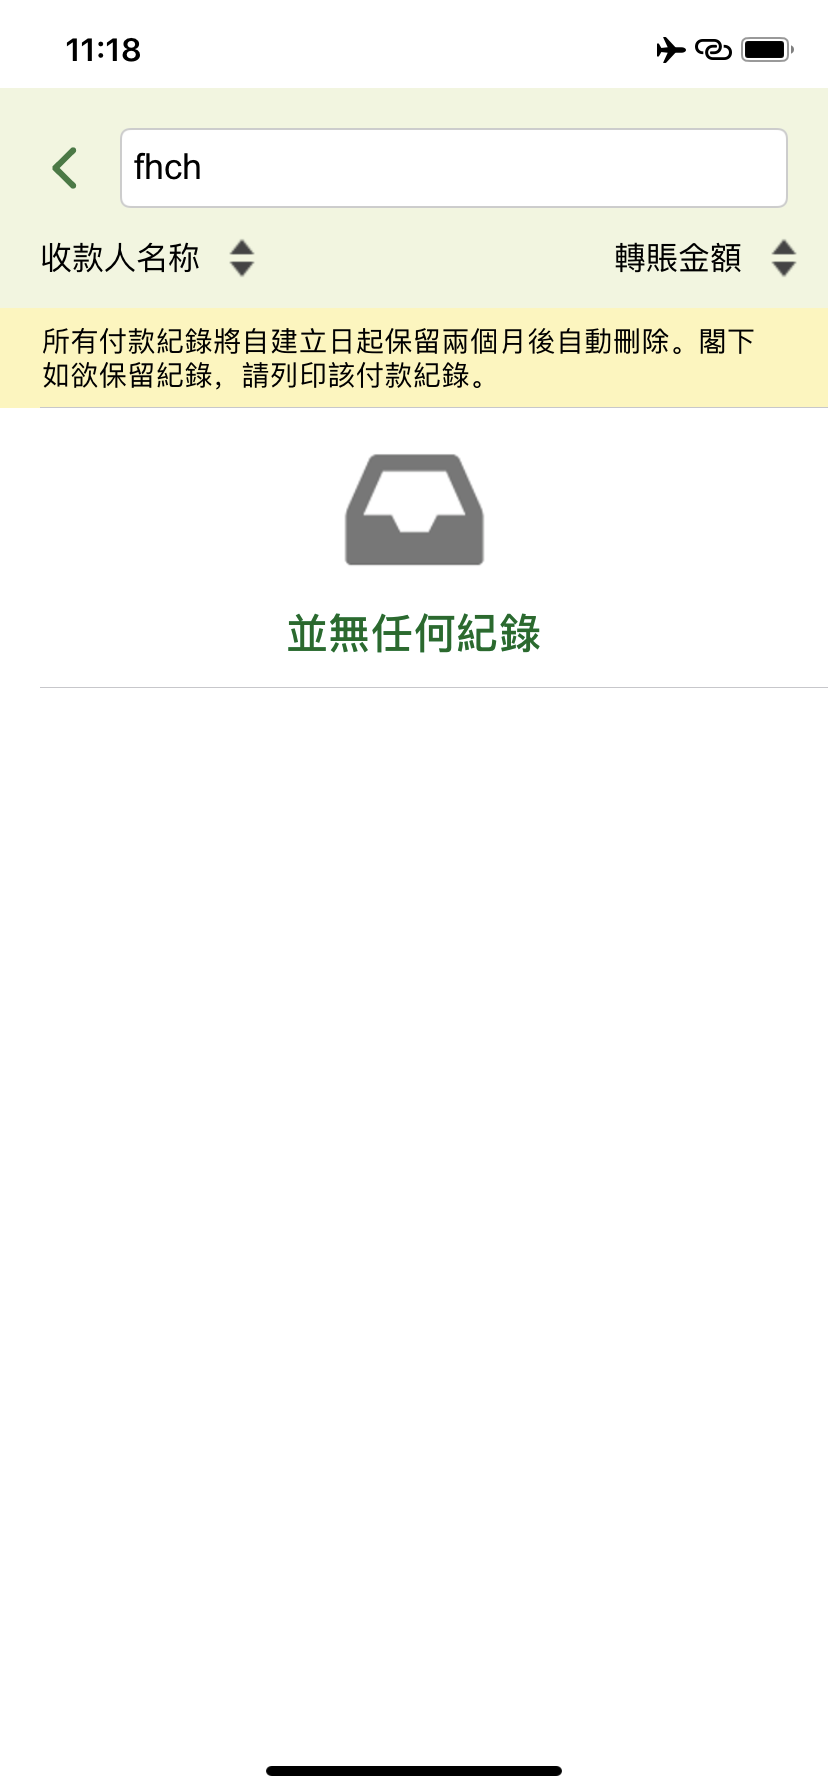 11:18
fhch
收款人名称
轉賬金額
所有付款紀錄將自建立日起保留兩個月後自動刪除。閣下
如欲保留紀錄，請列印該付款紀錄。
並無任何紀錄